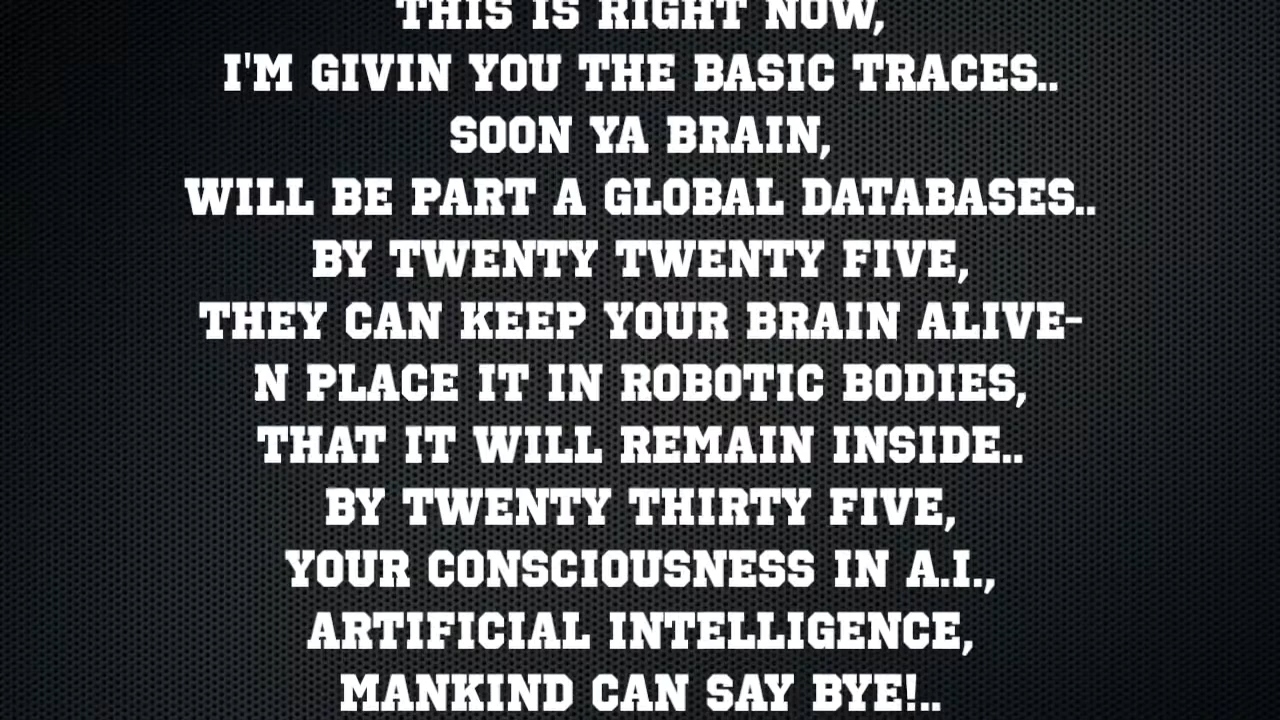 THIS IS RIGHT NOW,
I'M GIVIN YOU THE BASIC TRACES..
SOON YA BRAIN,
WILL BE PART A GLOBAL DATABASES..
BY TWENTY TWENTY FIVE,
THEY CAN KEEP YOUR BRAIN ALIVE-
N PLACE IT IN ROBOTIC BODIES,
THAT IT WILL REMAIN INSIDE..
BY TWENTY THIRTY FIVE,
YOUR CONSCIOUSNESS IN A.I.,
ARTIFICIAL INTELLIGENCE,
MANKIND CAN SAY BYE!..